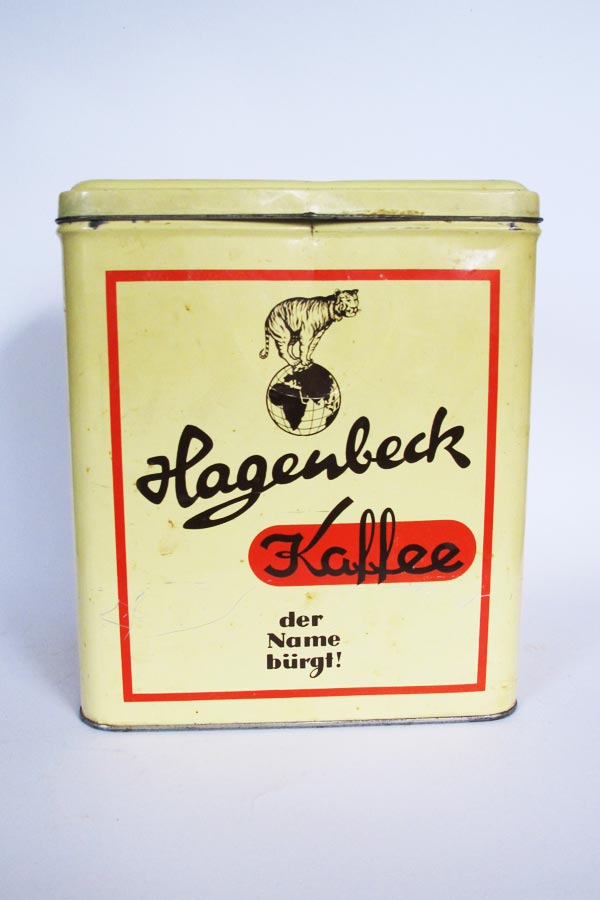 Hagenbeck
Kaffee
der
Name
bürgt!